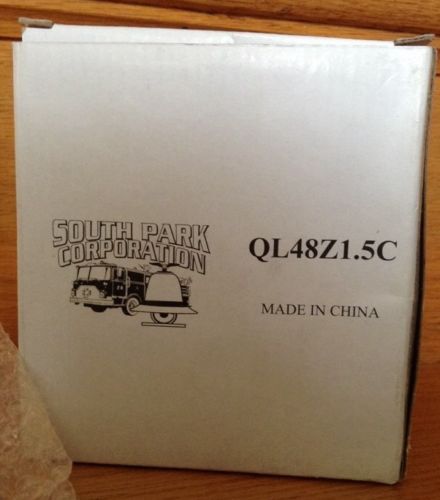 SOUTH PARK
CORPORATION
QL48Z1.5C
MADE IN CHINA